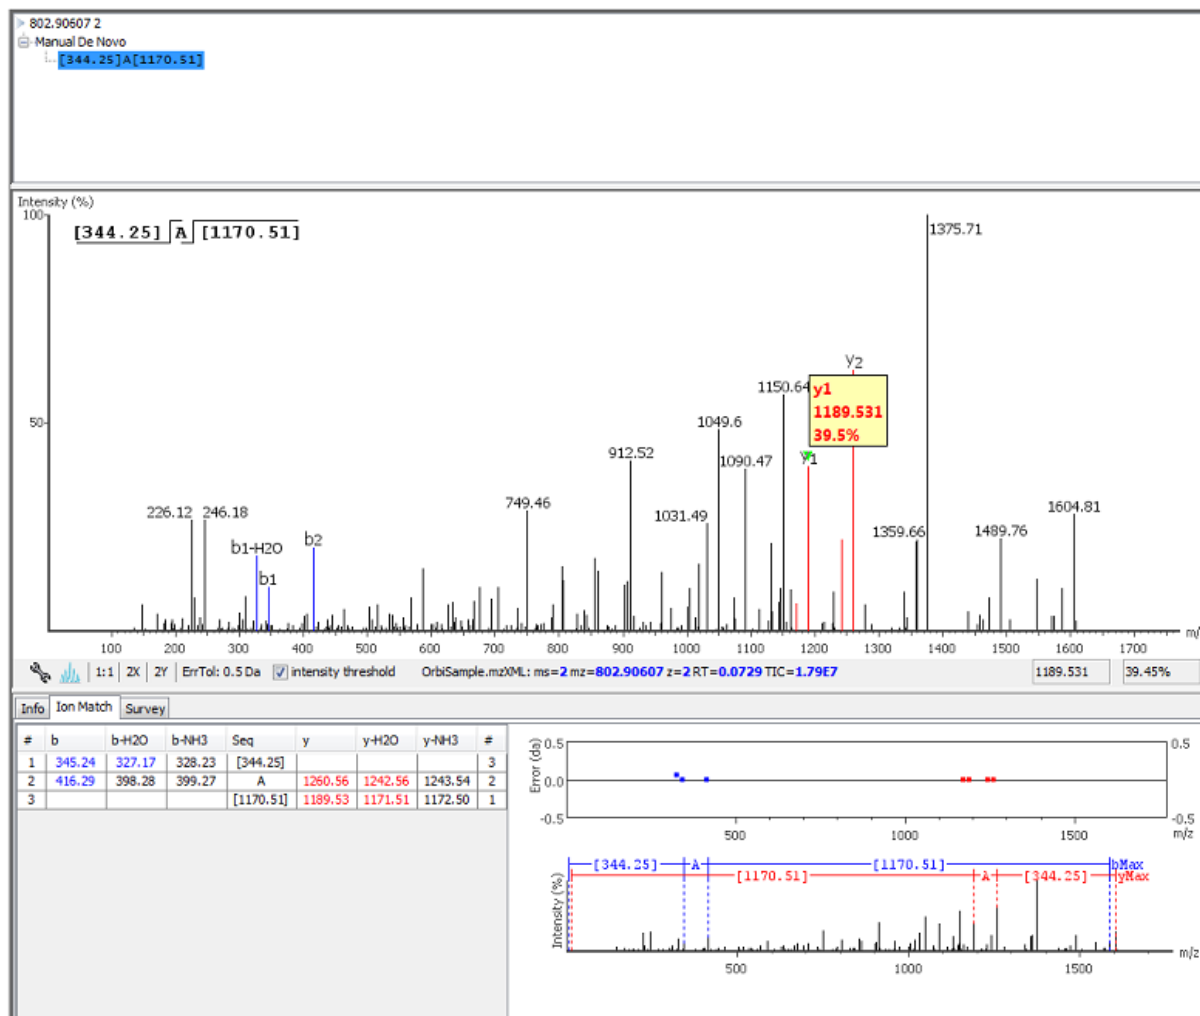 802.90607 2
Manual De Novo
[344.25]A[1170.51]
Intensity (%)
100
[344.25] A [1170.51]
1375.71
y2
1150.64
y1
1189.531
39.5%
50
1049.6
912.52
1090.47
y1
749.46
1031.49
1604.81
226.12 246.18
1359.66 1489.76
b1-H2O
b2
b1
100 200 300 400 500 600 700 800 900 1000 1100 1200 1300 1400 1500 1600 1700
m/
1:1 2X 2Y ErrTol: 0.5 Da intensity threshold OrbiSample.mzXML: ms=2 mz=802.90607 z=2 RT=0.0729 TIC=1.79E7 1189.531 39.45%
Info Ion Match Survey
# b b-H2O b-NH3 Seq y y-H2O y-NH3 #
1 345.24 327.17 328.23 [344.25] 3
2 416.29 398.28 399.27 A 1260.56 1242.56 1243.54 2
3 [1170.51] 1189.53 1171.51 1172.50 1
Error (da)
0.5 0.5
0.0
-0.5 -0.5
500 1000 1500 m/z
[344.25] A [1170.51] bMax
[1170.51] A [344.25] yMax
Intensity (%)
m/z
500 1000 1500